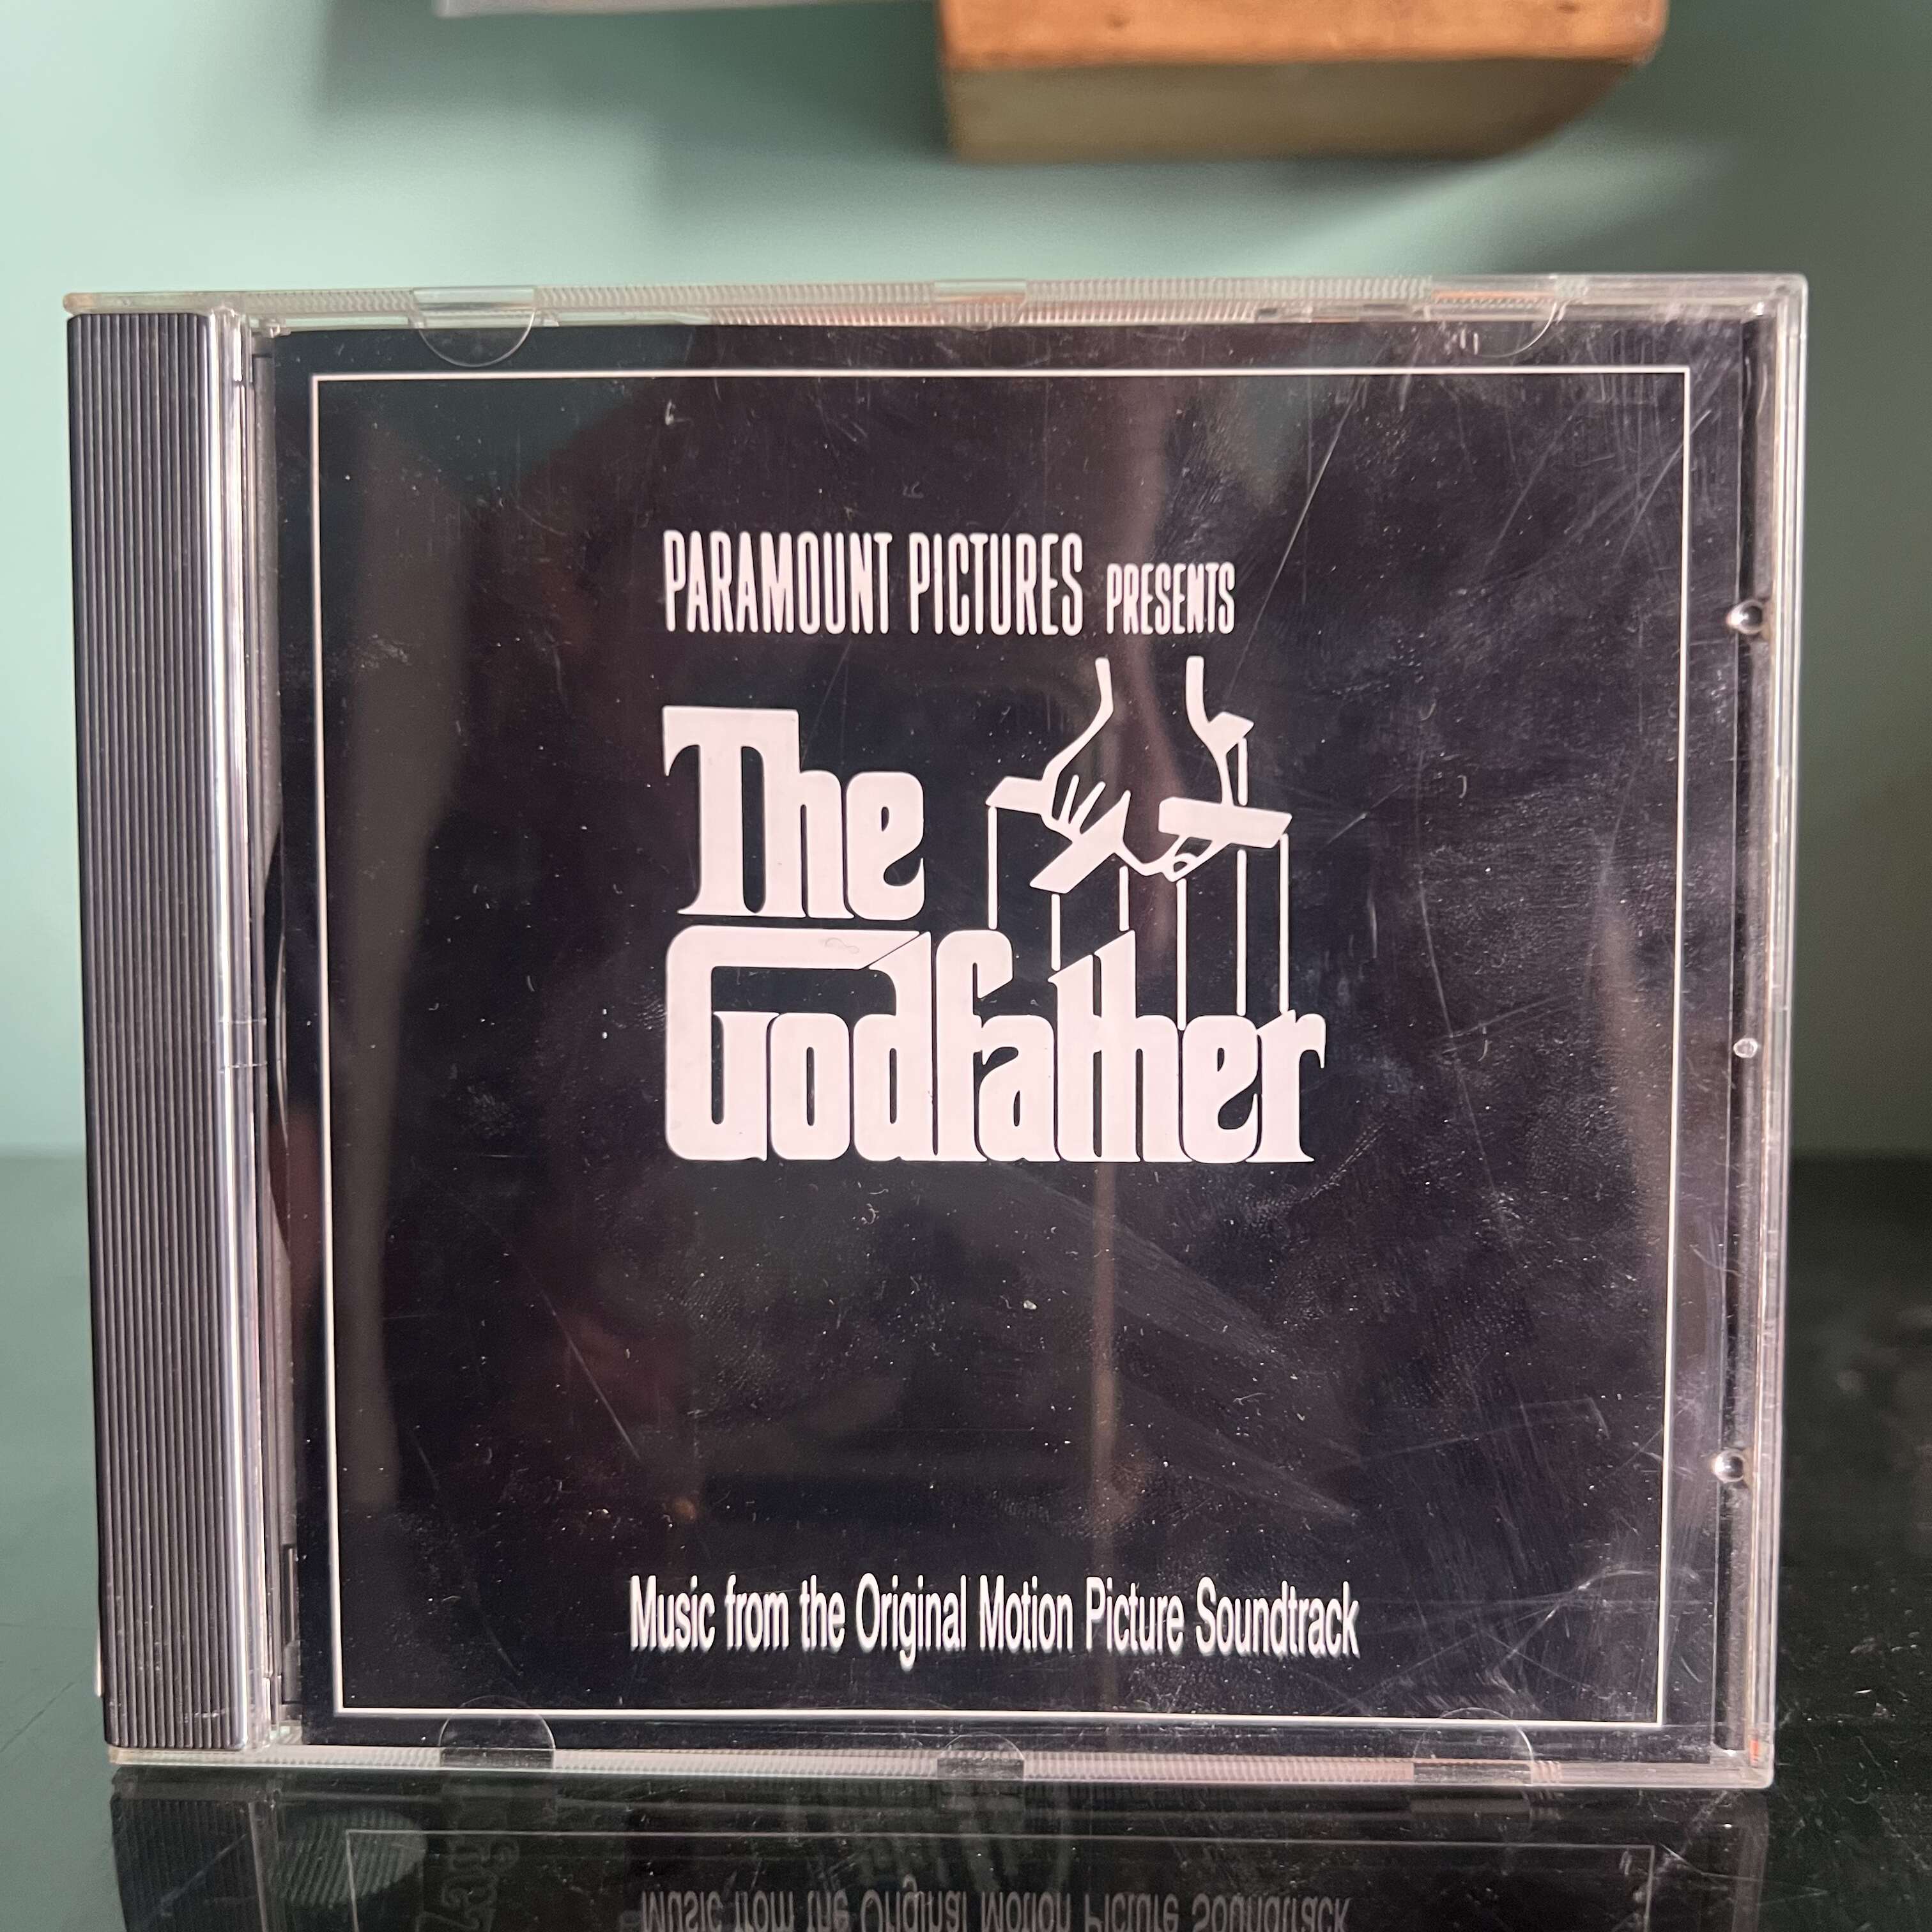 PARAMOUNT PICTURES PRESENTS
The
Godfather
Music from the Original Motion Picture Soundtrack